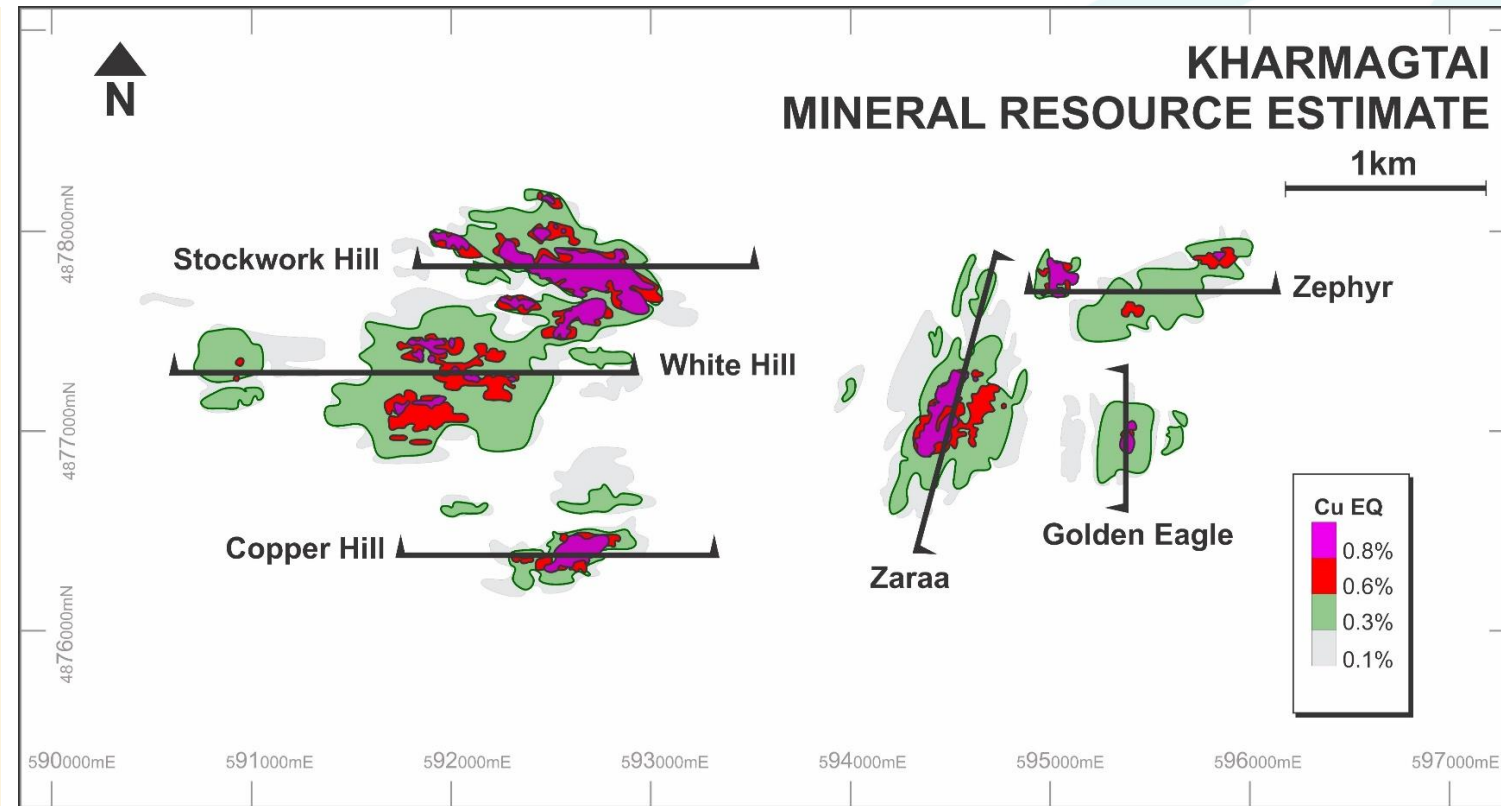 KHARMAGTAI
MINERAL RESOURCE ESTIMATE
1km
N
4878000mN
4877000mN
4876000mN
Stockwork Hill
White Hill
Copper Hill
Zephyr
Golden Eagle
Zaraa
Cu EQ
0.8%
0.6%
0.3%
0.1%
590000mE
591000mE
592000mE
593000mE
594000mE
595000mE
596000mE
597000mE